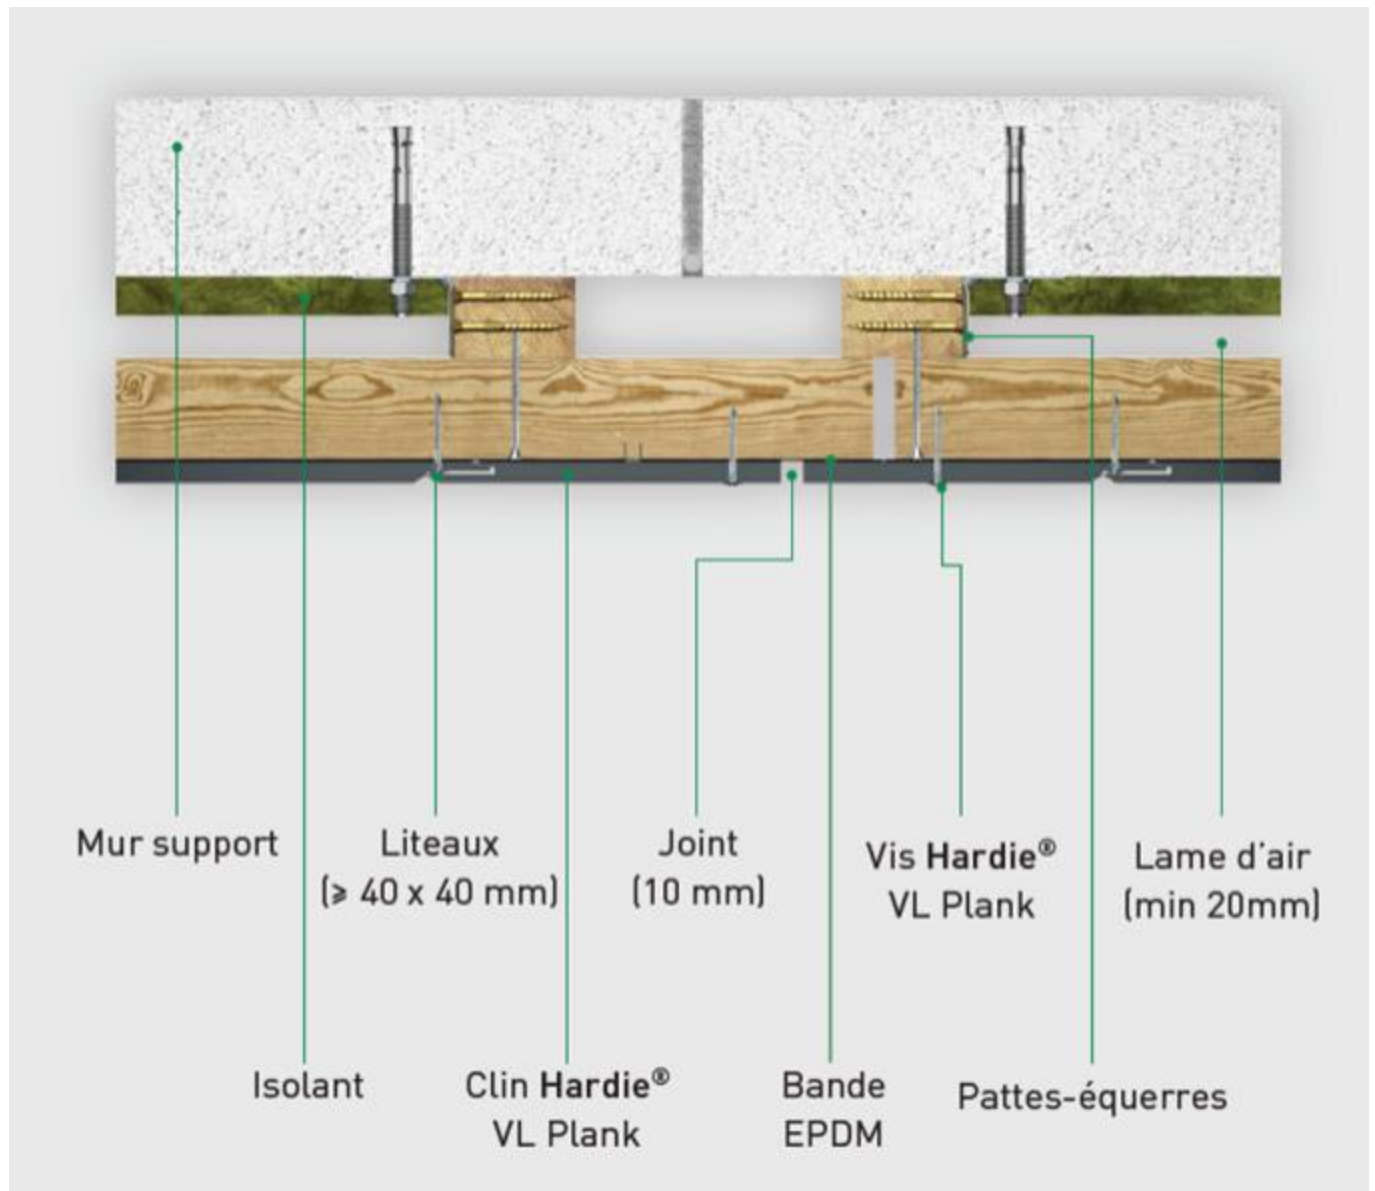 Mur support
Liteaux
(⩾ 40 x 40 mm)
Joint
(10 mm)
Vis Hardie®
VL Plank
Lame d’air
(min 20mm)
Isolant
Clin Hardie®
VL Plank
Bande
EPDM
Pattes-équerres